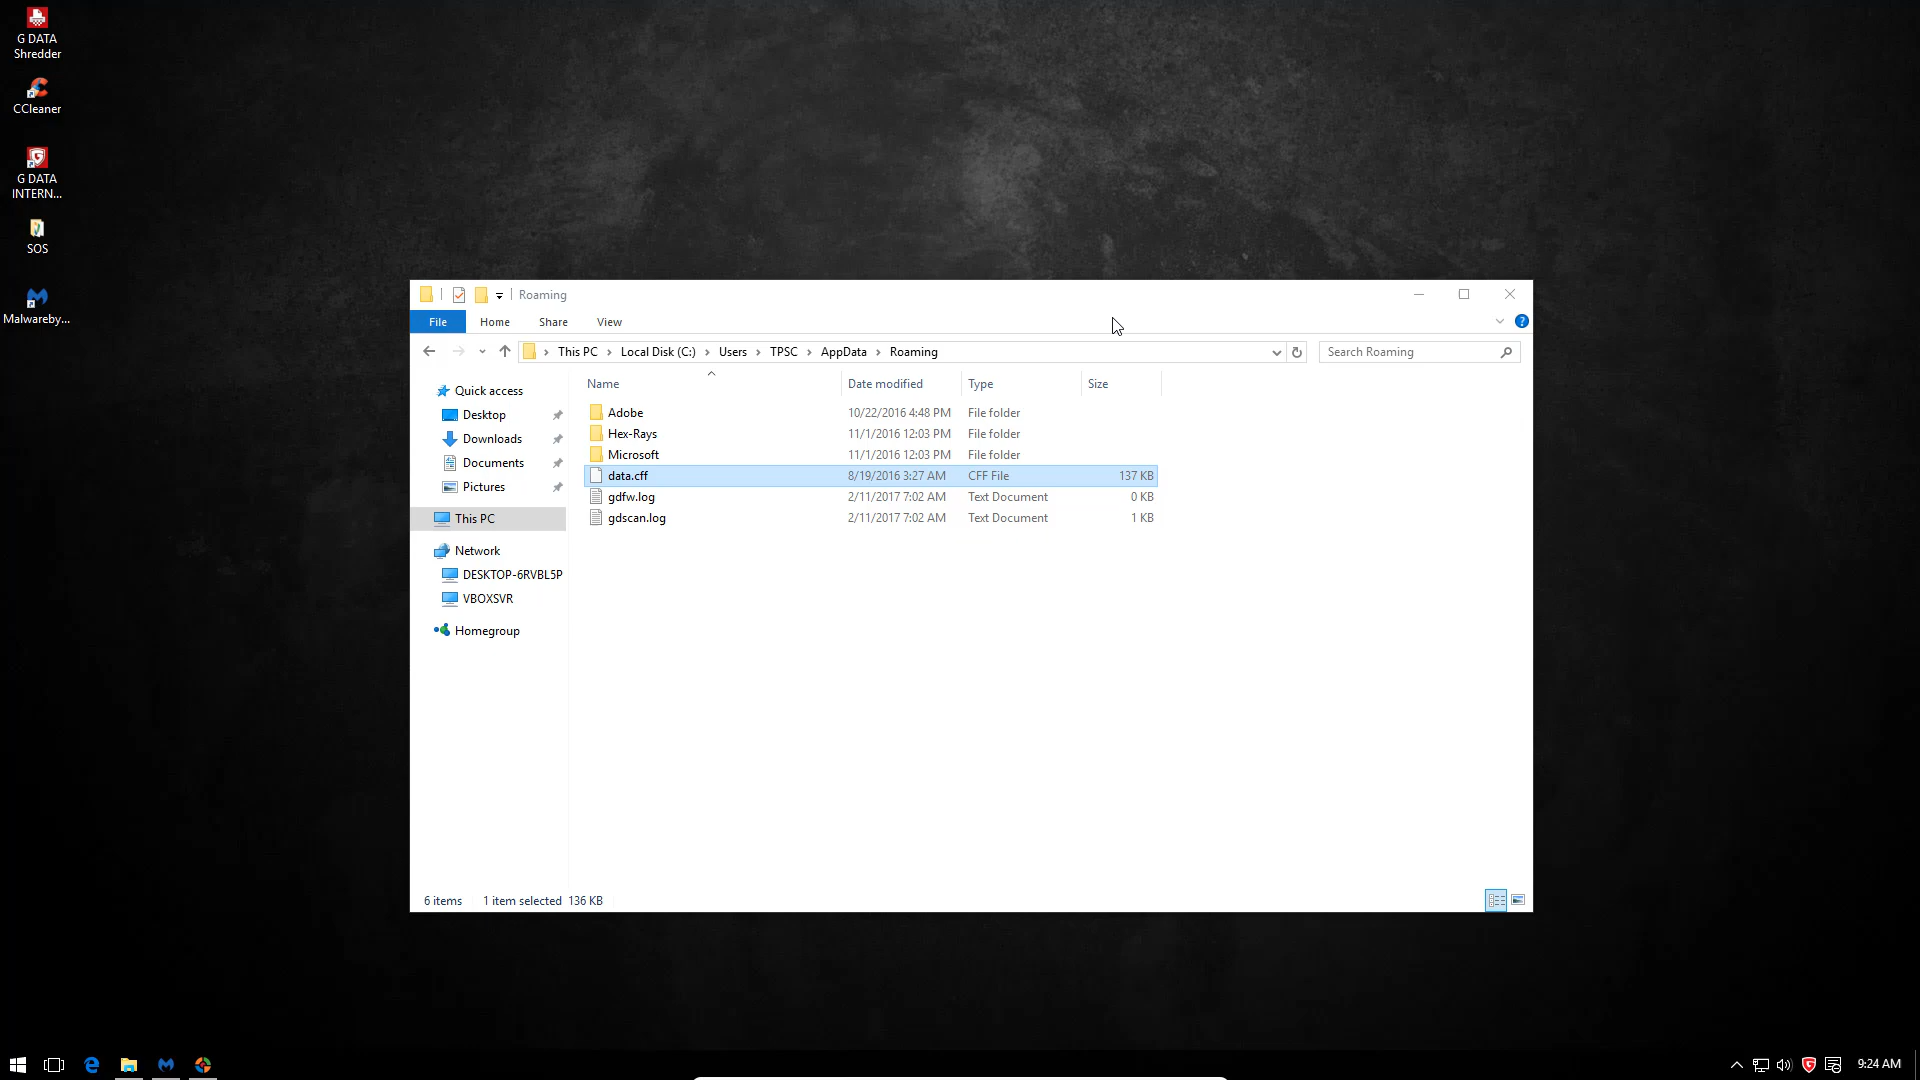 G DATA
Shredder
CCleaner
G DATA
INTERN...
SOS
Malwareby...
Roaming
File Home Share View
This PC Local Disk (C:) Users TPSC AppData Roaming
Search Roaming
Name Date modified Type Size
Quick access
Desktop
Downloads
Documents
Pictures
This PC
Network
DESKTOP-6RVBL5P
VBOXSVR
Homegroup
Adobe 10/22/2016 4:48 PM File folder
Hex-Rays 11/1/2016 12:03 PM File folder
Microsoft 11/1/2016 12:03 PM File folder
data.cff 8/19/2016 3:27 AM CFF File 137 KB
gdfw.log 2/11/2017 7:02 AM Text Document 0 KB
gdscan.log 2/11/2017 7:02 AM Text Document 1 KB
6 items 1 item selected 136 KB
9:24 AM